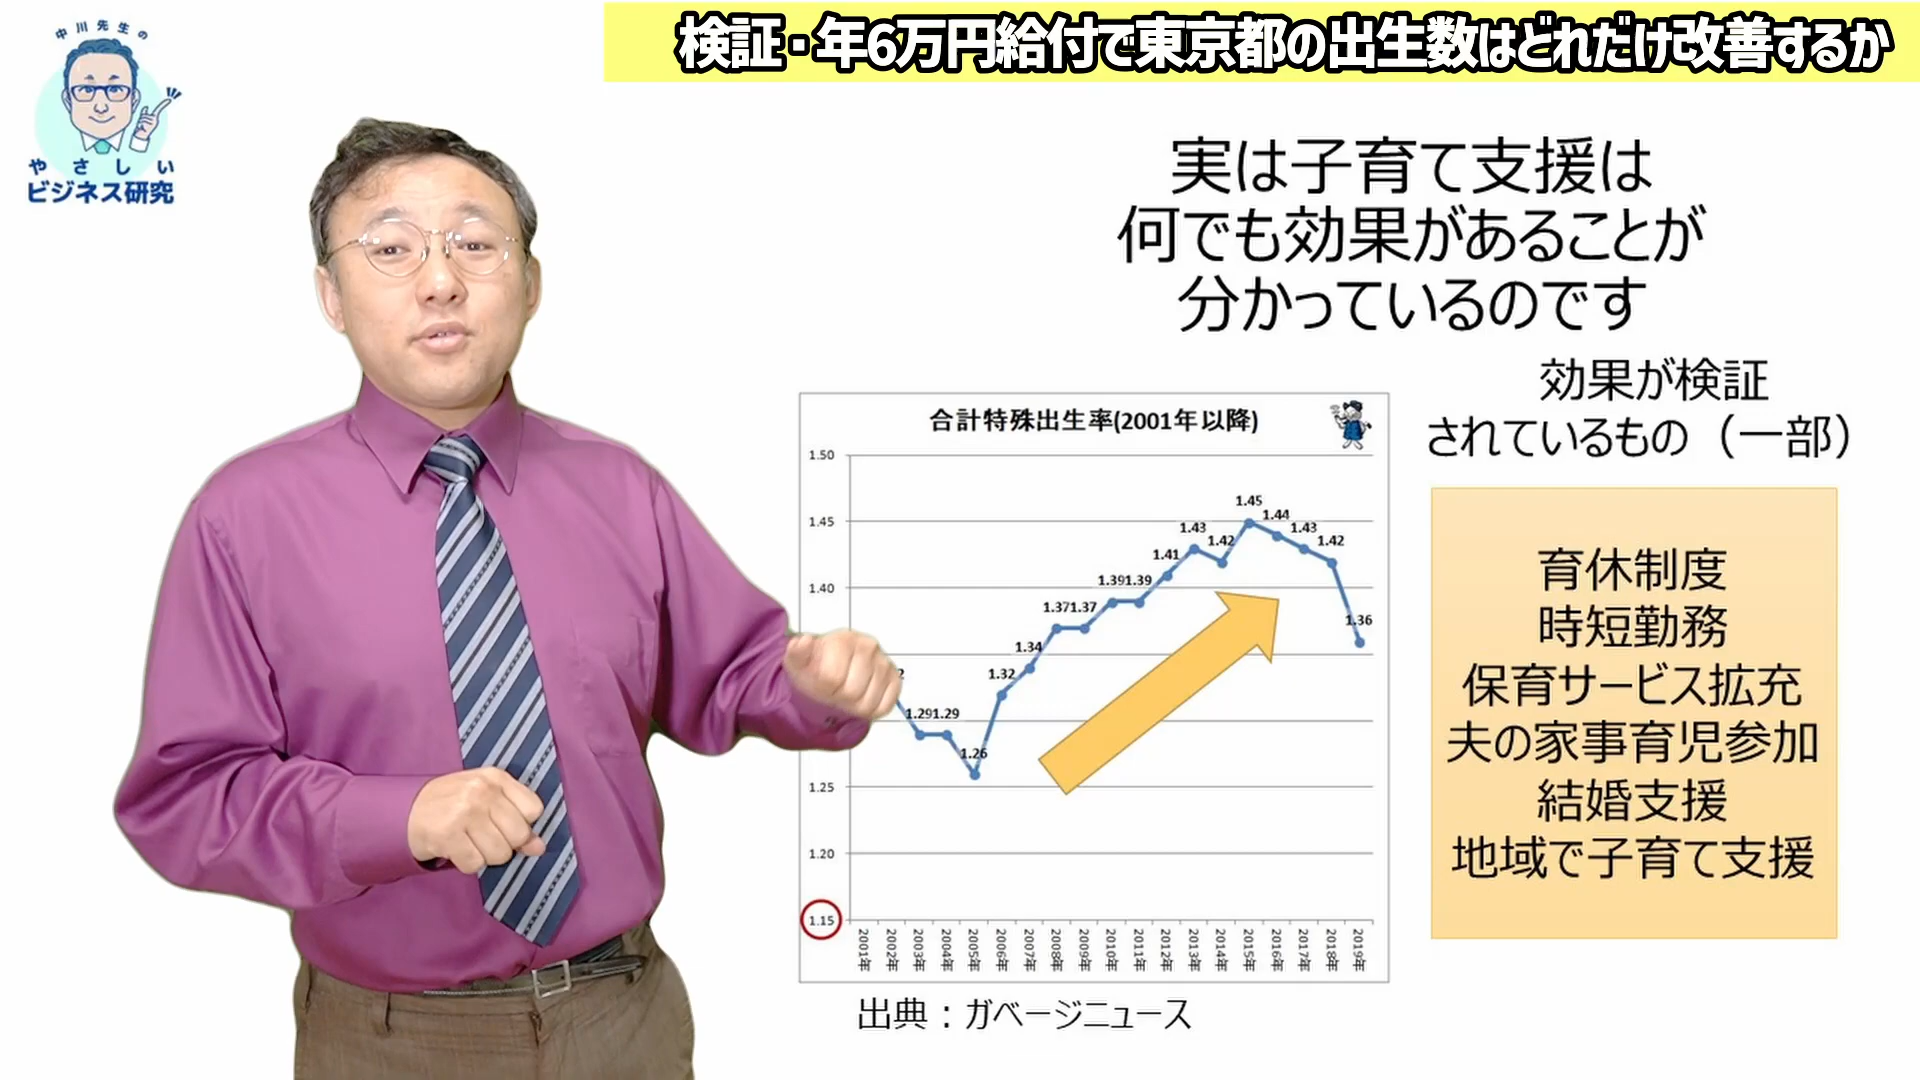 中川先生の
やさしい
ビジネス研究
検証・年6万円給付で東京都の出生数はどれだけ改善するか
実は子育て支援は
何でも効果があることが
分かっているのです
効果が検証
されているもの（一部）
育休制度
時短勤務
保育サービス拡充
夫の家事育児参加
結婚支援
地域で子育て支援
合計特殊出生率(2001年以降)
1.50
1.45
1.40
1.25
1.20
1.15
2
1.29
1.29
1.26
1.32
1.34
1.37
1.37
1.39
1.39
1.41
1.43
1.42
1.45
1.44
1.43
1.42
1.36
2001年
2002年
2003年
2004年
2005年
2006年
2007年
2008年
2009年
2010年
2011年
2012年
2013年
2014年
2015年
2016年
2017年
2018年
2019年
出典：ガベージニュース